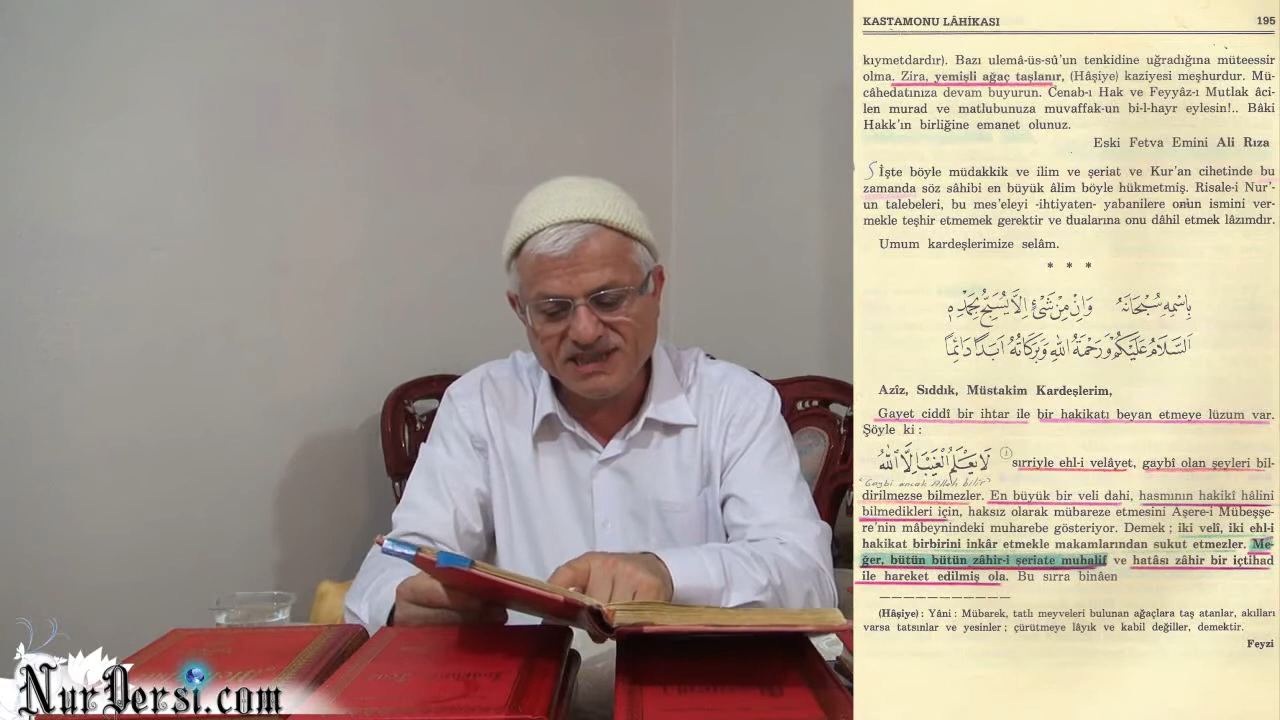 KASTAMONU LÂHİKASI 195
kıymetdardır). Bazı ulemâ-üs-sû'un tenkidine uğradığına müteessir
olma. Zira, yemişli ağaç taşlanır, (Hâşiye) kaziyesi meşhurdur. Mü-
câhedatınıza devam buyurun. Cenab-ı Hak ve Feyyâz-ı Mutlak âci-
len murad ve matlubunuza muvaffak-un bi-l-hayr eylesin!.. Bâki
Hakk'ın birliğine emanet olunuz.
Eski Fetva Emini Ali Rıza
İşte böyle müdakkik ve ilim ve şeriat ve Kur'an cihetinde bu
zamanda söz sâhibi en büyük âlim böyle hükmetmiş. Risale-i Nur'-
un talebeleri, bu mes'eleyi -ihtiyaten- yabanilere onun ismini ver-
mekle teşhir etmemek gerektir ve dualarına onu dâhil etmek lâzımdır.
Umum kardeşlerimize selâm.
* * *
بِاسْمِهِ سُبْحَانَهُ وَاِنْ مِنْ شَيْءٍ اِلَّا يُسَبِّحُ بِحَمْدِهِ
اَلسَّلَامُ عَلَيْكُمْ وَرَحْمَةُ اللّٰهِ وَبَرَكَاتُهُ اَبَدًا دَائِمًا
Azîz, Sıddık, Müstakim Kardeşlerim,
Gayet ciddî bir ihtar ile bir hakikatı beyan etmeye lüzum var.
Şöyle ki :
لَا يَعْلَمُ الْغَيْبَ اِلَّا اللّٰهُ (1) sırriyle ehl-i velâyet, gaybî olan şeyleri bil-
"Gaybı ancak Allah bilir"
dirilmezse bilmezler. En büyük bir veli dahi, hasmının hakikî hâlini
bilmedikleri için, haksız olarak mübareze etmesini Aşere-i Mübeşşe-
re'nin mâbeynindeki muharebe gösteriyor. Demek ; iki velî, iki ehl-i
hakikat birbirini inkâr etmekle makamlarından sukut etmezler. Me-
ğer, bütün bütün zâhir-i şeriate muhalif ve hatâsı zâhir bir içtihad
ile hareket edilmiş ola. Bu sırra binâen
(Hâşiye) : Yâni : Mübarek, tatlı meyveleri bulunan ağaçlara taş atanlar, akılları
varsa tatsınlar ve yesinler ; çürütmeye lâyık ve kabil değiller, demektir.
Feyzi
NurDersi.com